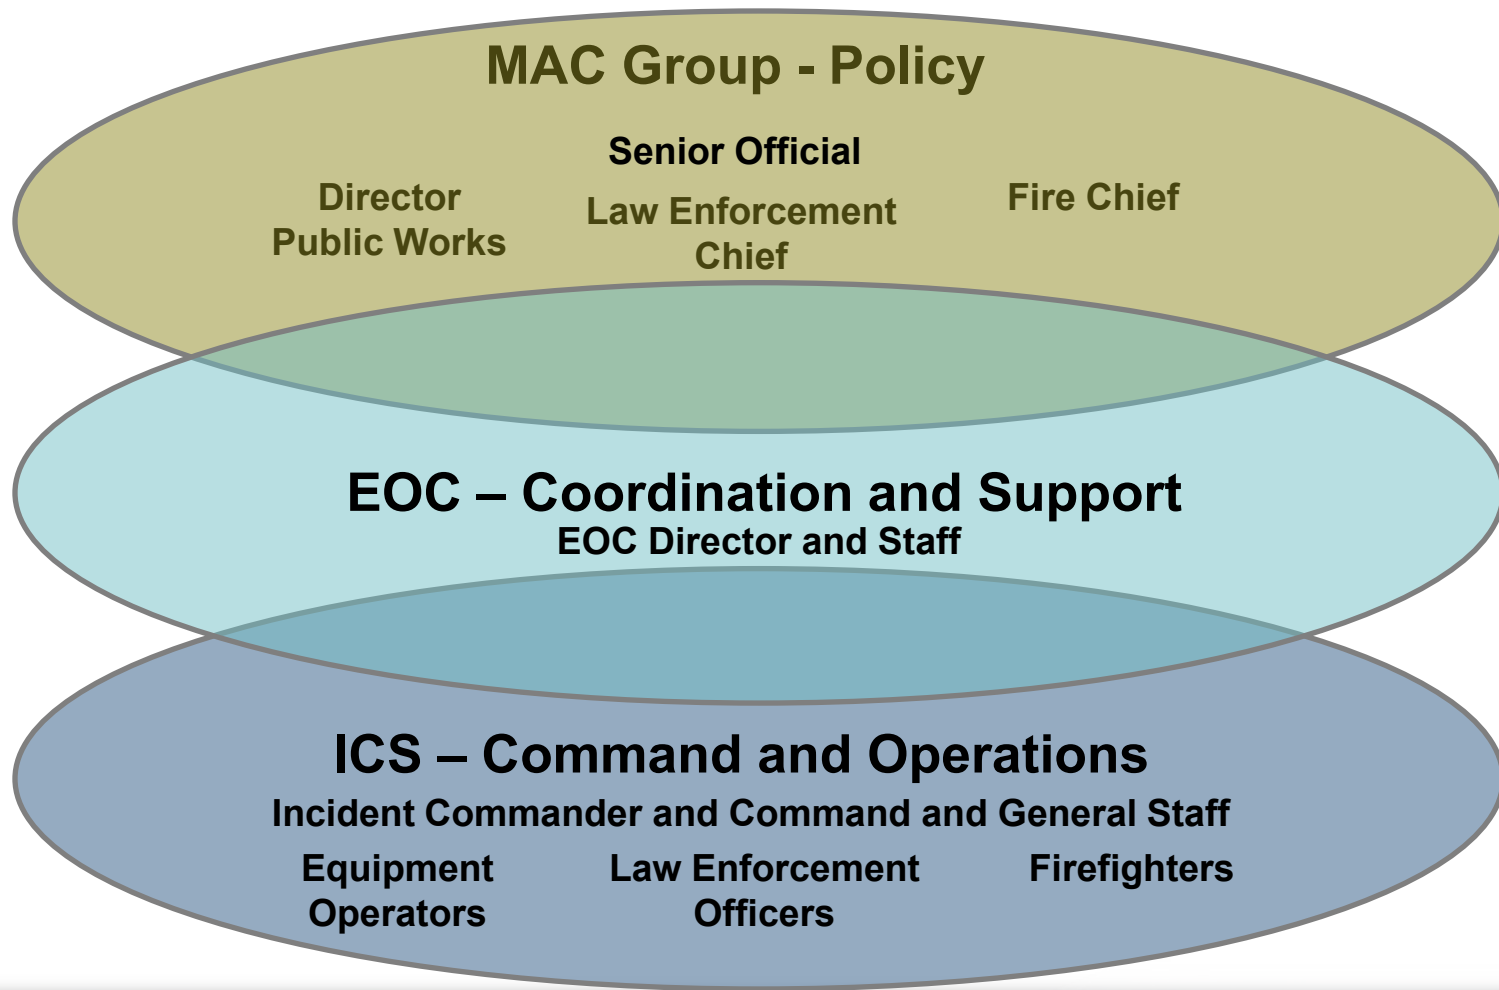 MAC Group - Policy
Senior Official
Director
Public Works
Law Enforcement
Chief
Fire Chief
EOC – Coordination and Support
EOC Director and Staff
ICS – Command and Operations
Incident Commander and Command and General Staff
Equipment
Operators
Law Enforcement
Officers
Firefighters